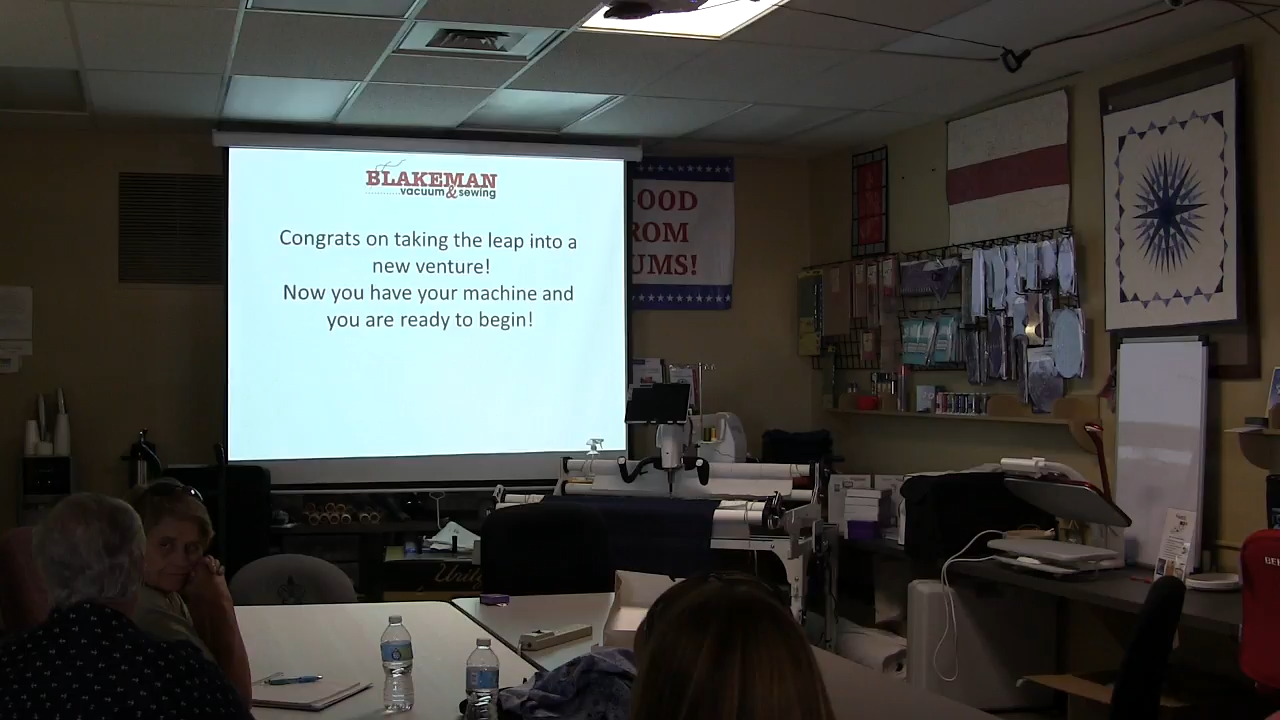 BLAKEMAN
vacuum & sewing
Congrats on taking the leap into a
new venture!
Now you have your machine and
you are ready to begin!
OOD
ROM
UMS!
Unity